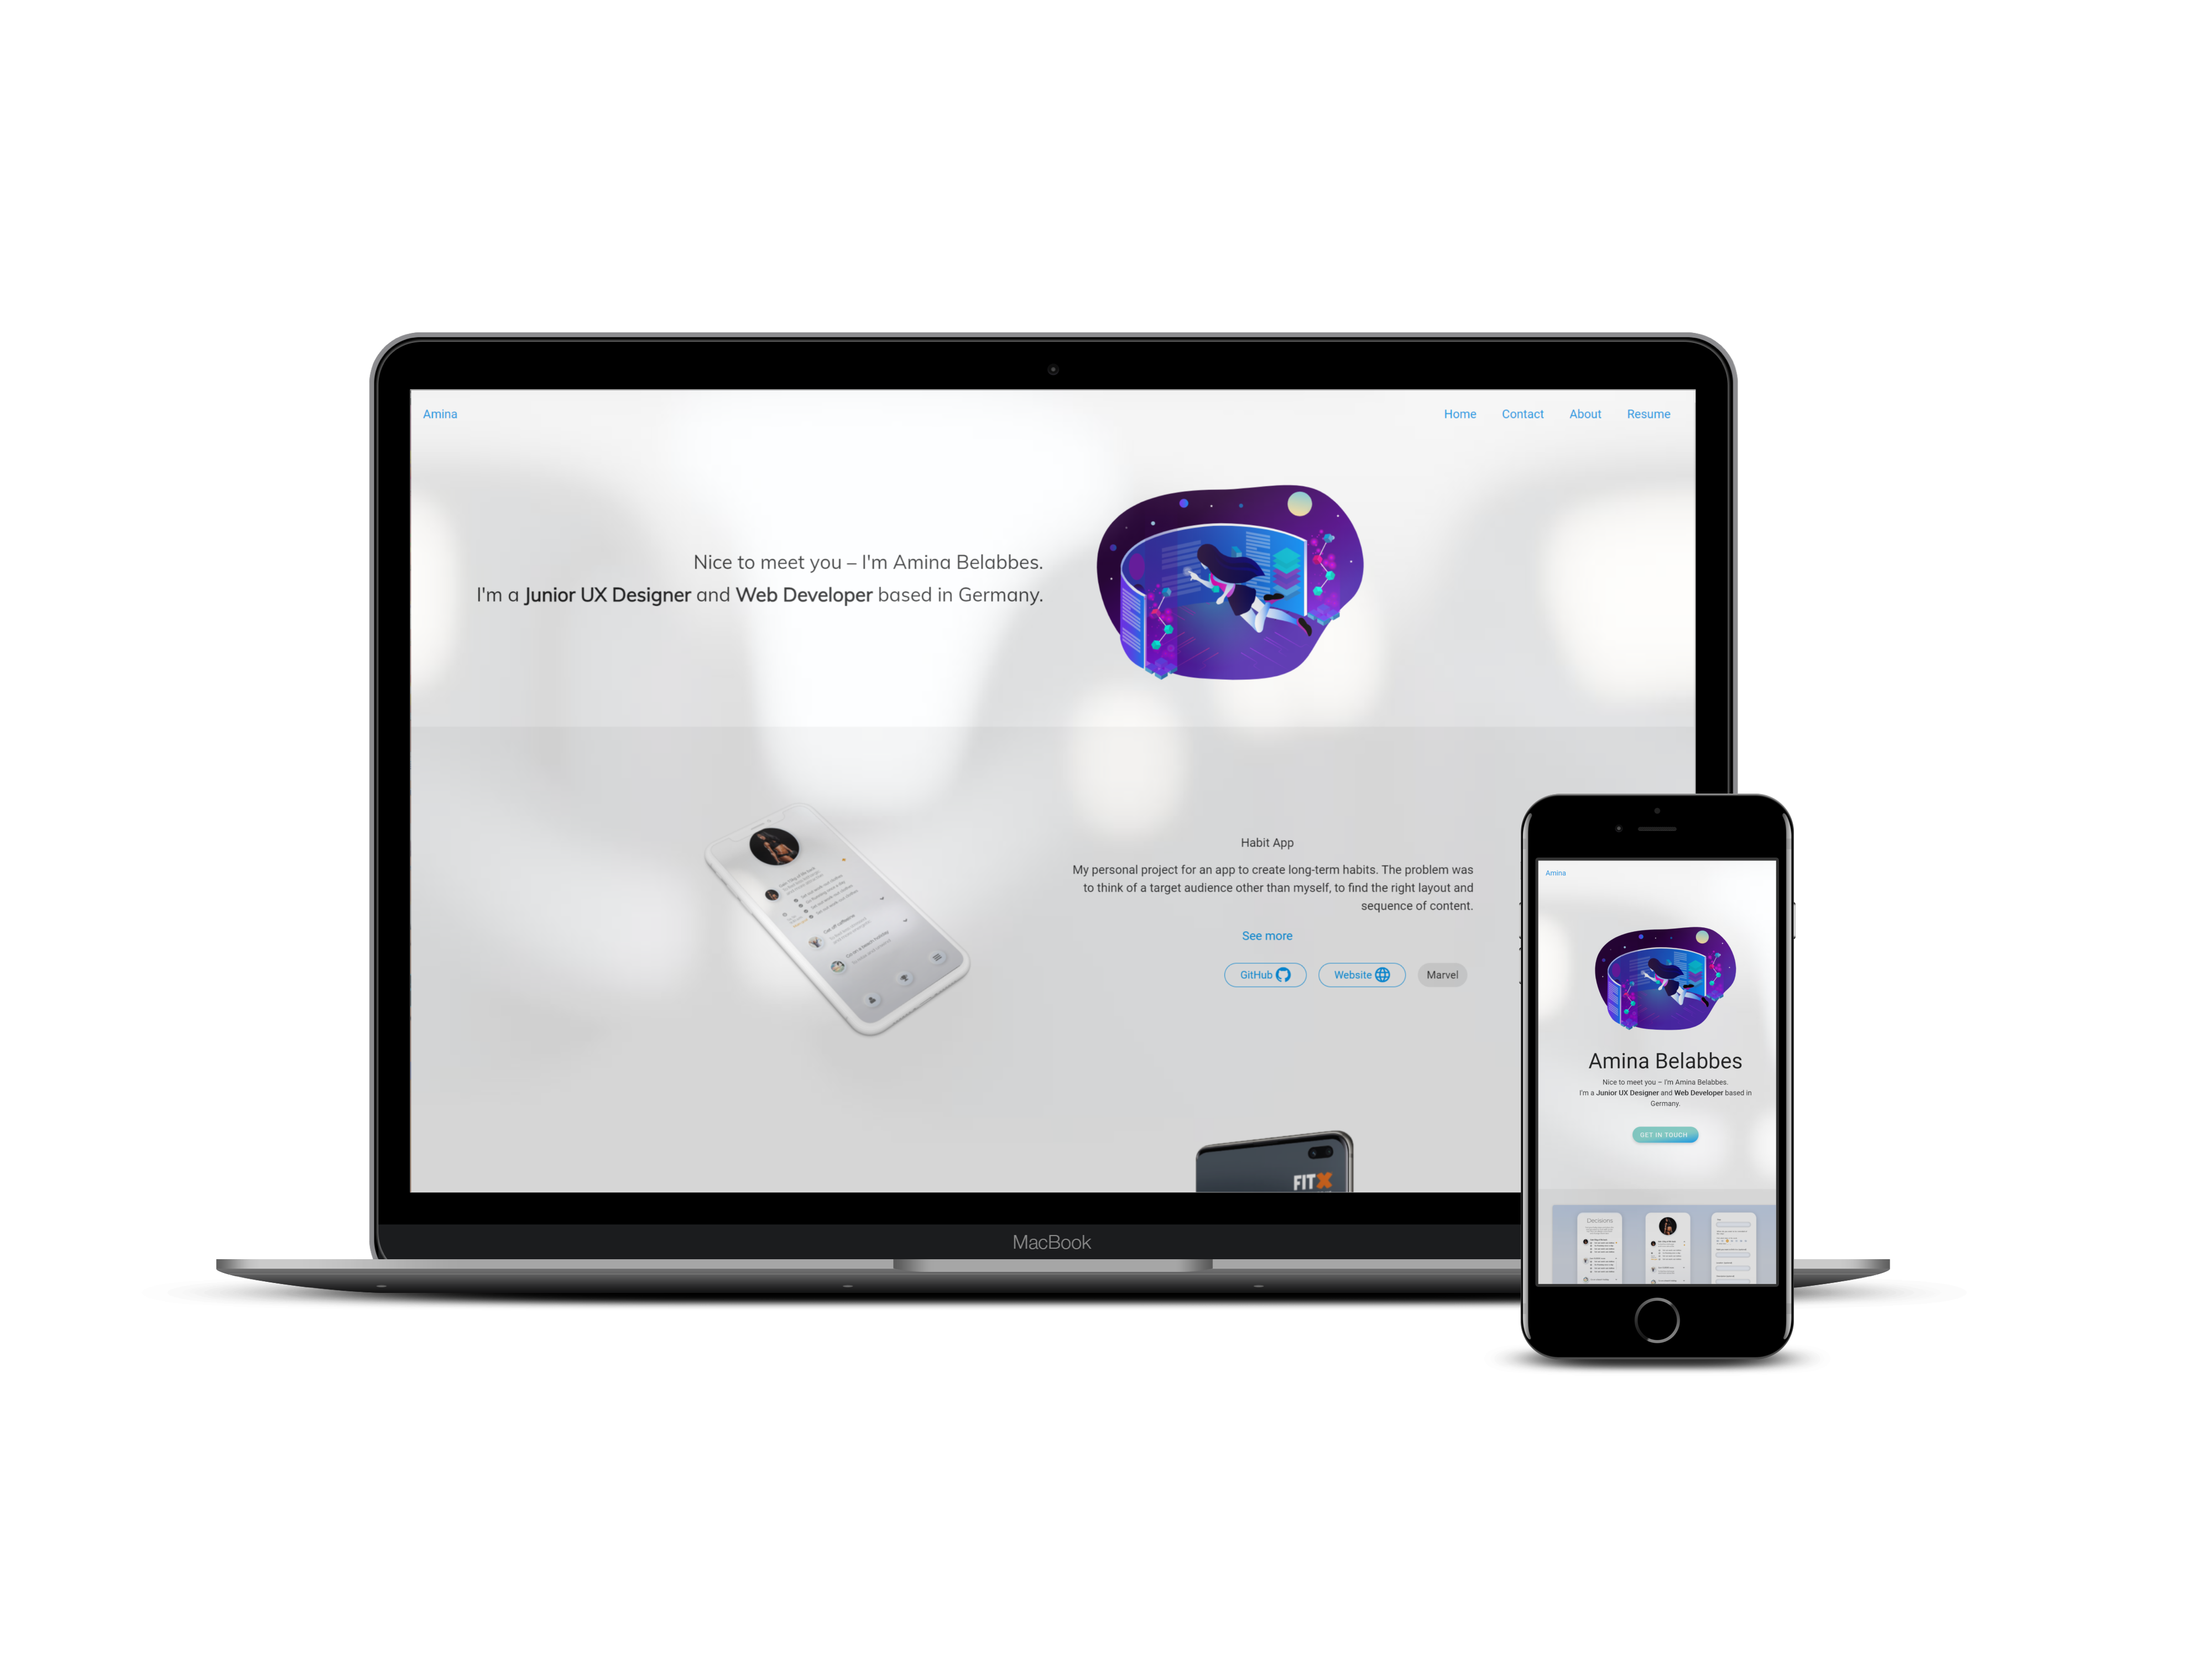 Amina
Home Contact About Resume
Nice to meet you – I'm Amina Belabbes.
I'm a Junior UX Designer and Web Developer based in Germany.
Habit App
My personal project for an app to create long-term habits. The problem was
to think of a target audience other than myself, to find the right layout and
sequence of content.
See more
GitHub Website Marvel
FITX
MacBook
Amina
Amina Belabbes
Nice to meet you – I'm Amina Belabbes.
I'm a Junior UX Designer and Web Developer based in
Germany.
GET IN TOUCH
Decisions